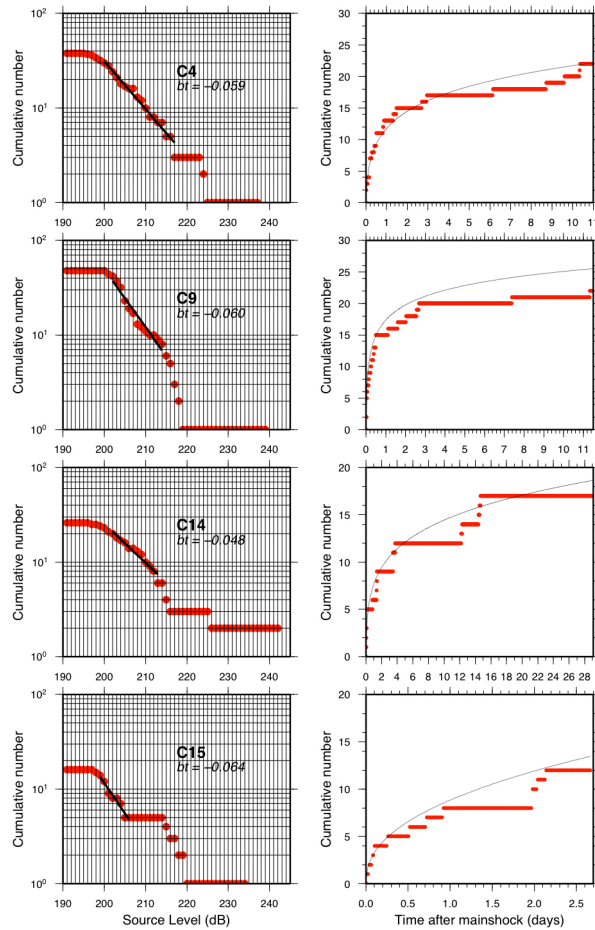 10²
10¹
10⁰
Cumulative number
C4
bt = −0.059
190 200 210 220 230 240
30
25
20
15
10
5
0
Cumulative number
0 1 2 3 4 5 6 7 8 9 10 11
10²
10¹
10⁰
Cumulative number
C9
bt = −0.060
190 200 210 220 230 240
30
25
20
15
10
5
0
Cumulative number
0 1 2 3 4 5 6 7 8 9 10 11
10²
10¹
10⁰
Cumulative number
C14
bt = −0.048
190 200 210 220 230 240
20
15
10
5
0
Cumulative number
0 2 4 6 8 10 12 14 16 18 20 22 24 26 28
10²
10¹
10⁰
Cumulative number
C15
bt = −0.064
190 200 210 220 230 240
Source Level (dB)
20
15
10
5
0
Cumulative number
0.0 0.5 1.0 1.5 2.0 2.5
Time after mainshock (days)